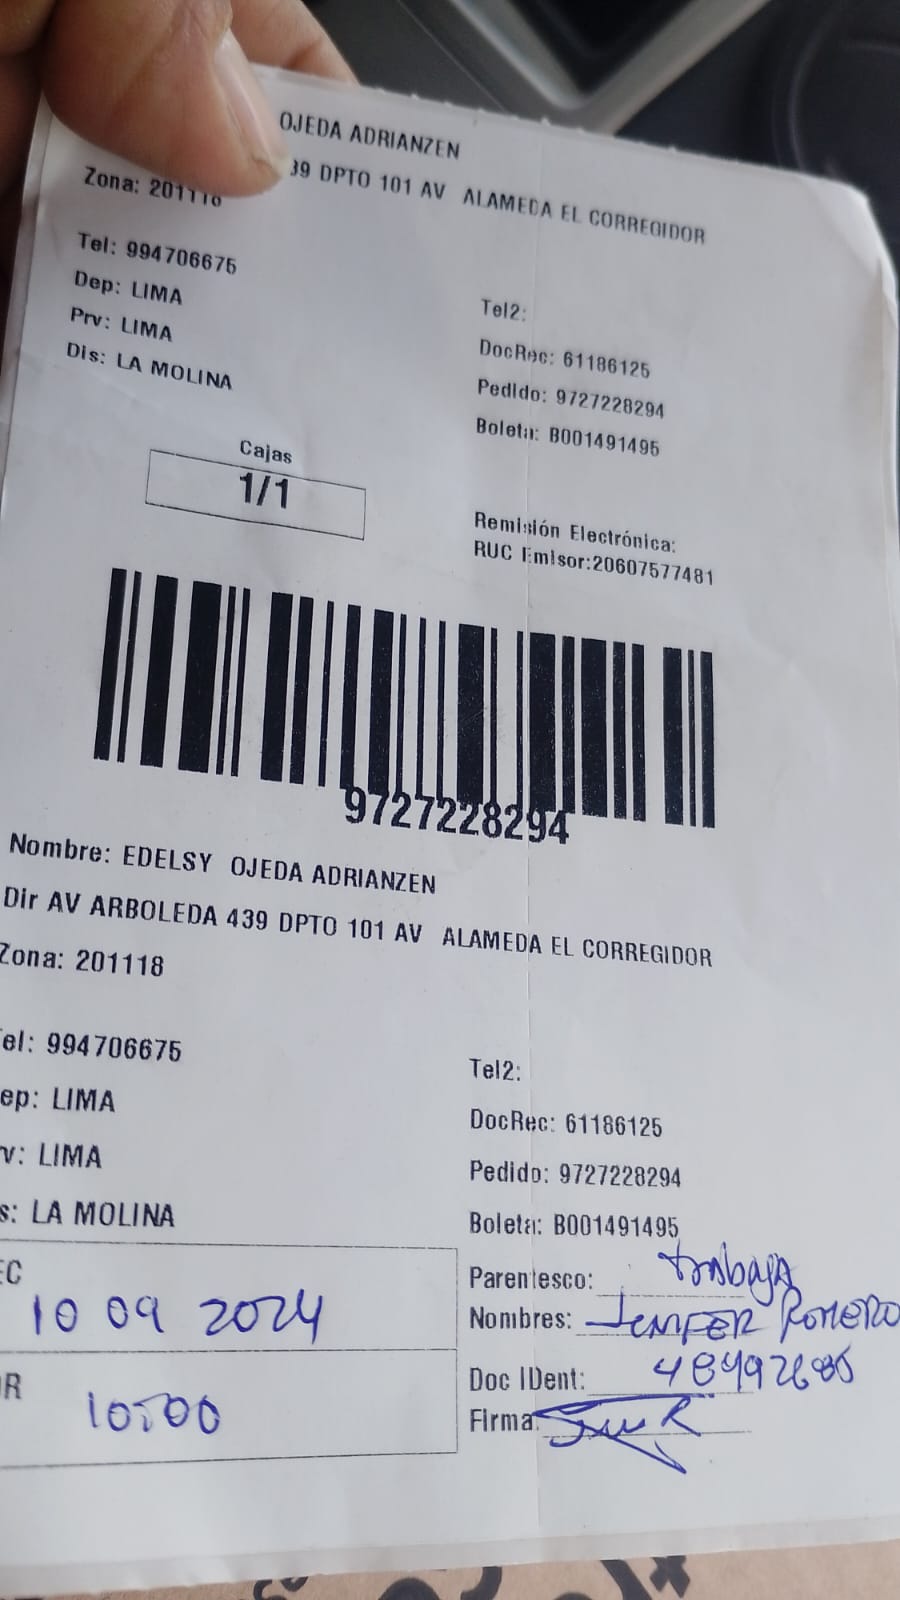 OJEDA ADRIANZEN
39 DPTO 101 AV ALAMEDA EL CORREGIDOR
Zona: 201118
Tel: 994706675
Dep: LIMA
Prv: LIMA
Dis: LA MOLINA
Tel2:
DocRec: 61186125
Pedido: 9727228294
Boleta: B001491495
Cajas
1/1
Remisión Electrónica:
RUC Emisor:20607577481
9727228294
Nombre: EDELSY OJEDA ADRIANZEN
Dir AV ARBOLEDA 439 DPTO 101 AV ALAMEDA EL CORREGIDOR
Zona: 201118
Tel: 994706675
ep: LIMA
v: LIMA
s: LA MOLINA
Tel2:
DocRec: 61186125
Pedido: 9727228294
Boleta: B001491495
EC
10 09 2024
R
10:00
Parentesco: trabaja
Nombres: JENIFER ROMERO
Doc IDent:
Firma: